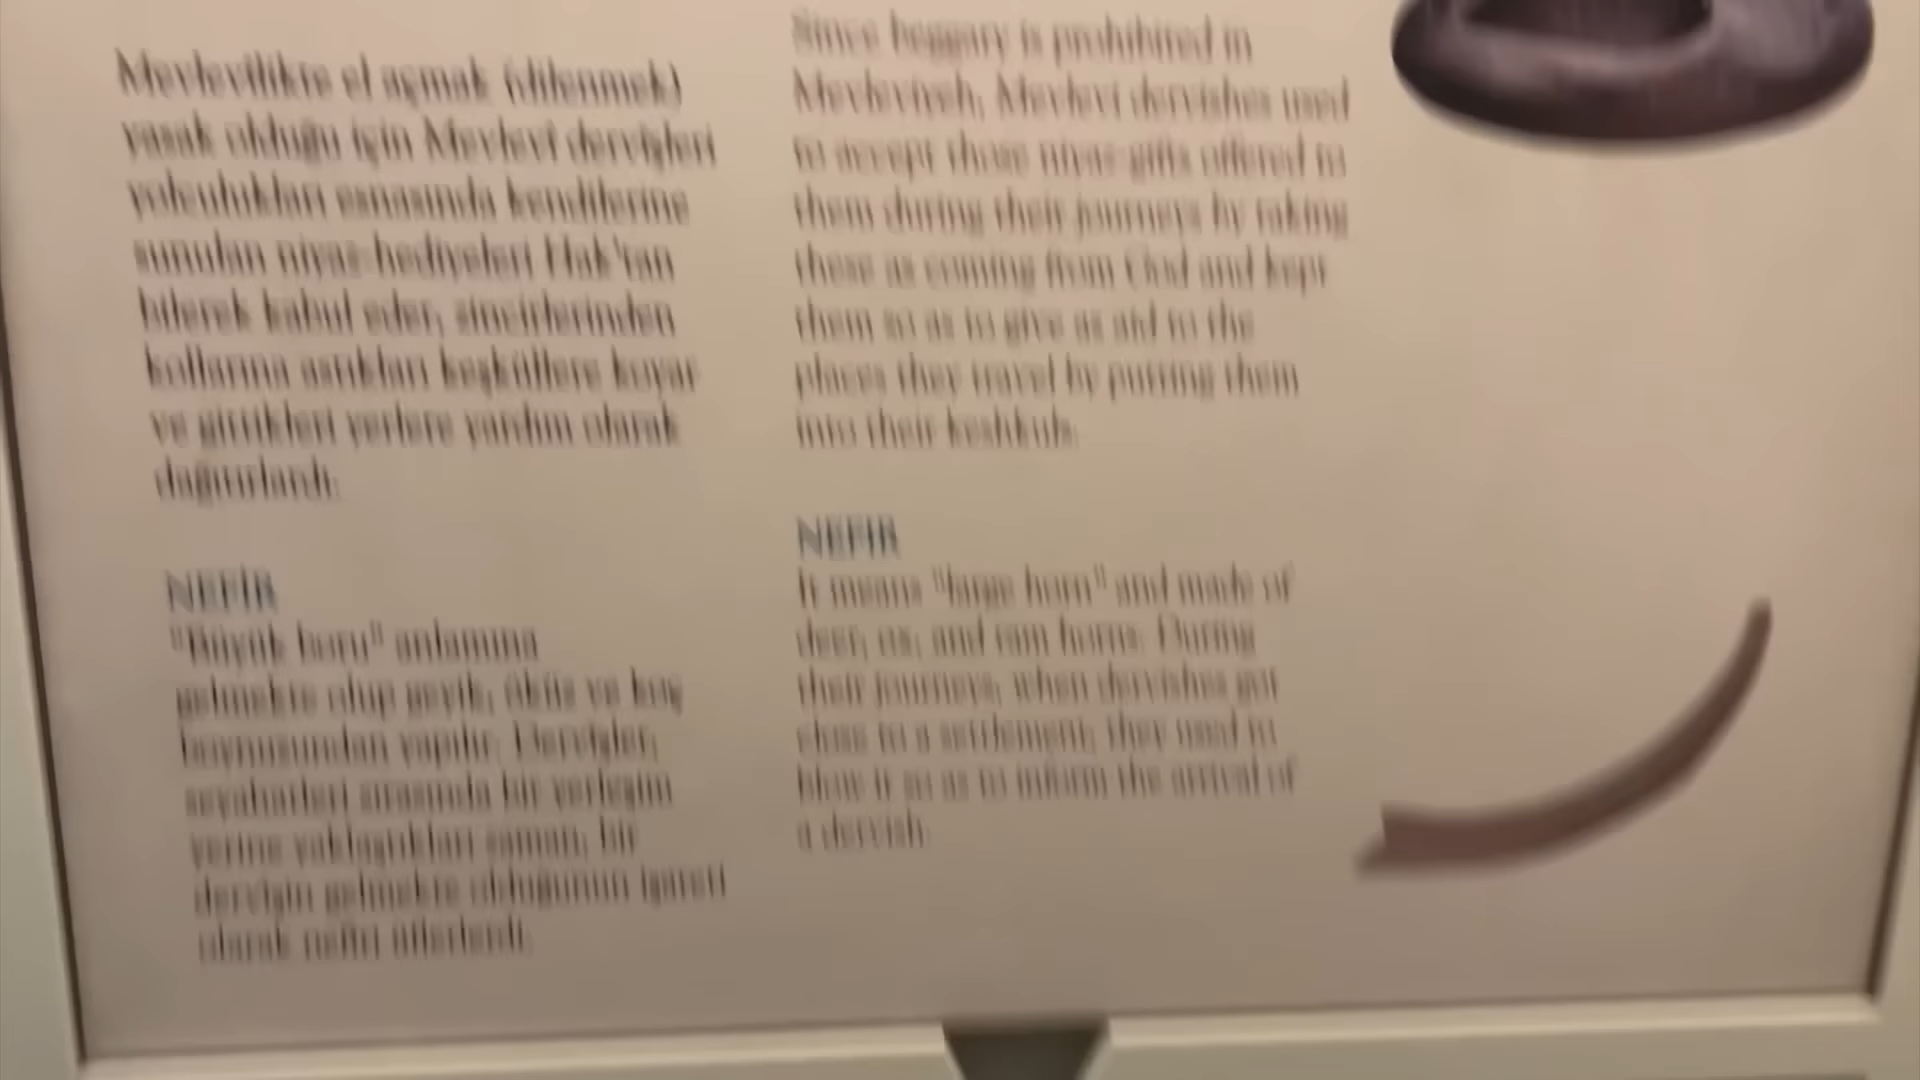 Mevlevîlikte el açmak (dilenmek)
yasak olduğu için Mevlevî dervişleri
yolculukları esnasında kendilerine
sunulan niyaz-hediyeleri Hak'tan
bilerek kabul eder, zincirlerinden
kollarına astıkları keşküllere koyar
ve gittikleri yerlere yardım olarak
dağıtırlardı.
NEFİR
"Büyük boru" anlamına
gelmekte olup geyik, öküz ve koç
boynuzundan yapılır. Dervişler,
seyahatleri sırasında bir yerleşim
yerine yaklaştıkları zaman, bir
dervişin gelmekte olduğunun işareti
olarak nefiri üflerlerdi.
Since beggary is prohibited in
Mevleviyeh, Mevlevi dervishes used
to accept those niyaz-gifts offered to
them during their journeys by taking
these as coming from God and kept
them so as to give as aid to the
places they travel by putting them
into their keshkuls.
NEFIR
It means "large horn" and made of
deer, ox, and ram horns. During
their journeys, when dervishes got
close to a settlement, they used to
blow it so as to inform the arrival of
a dervish.